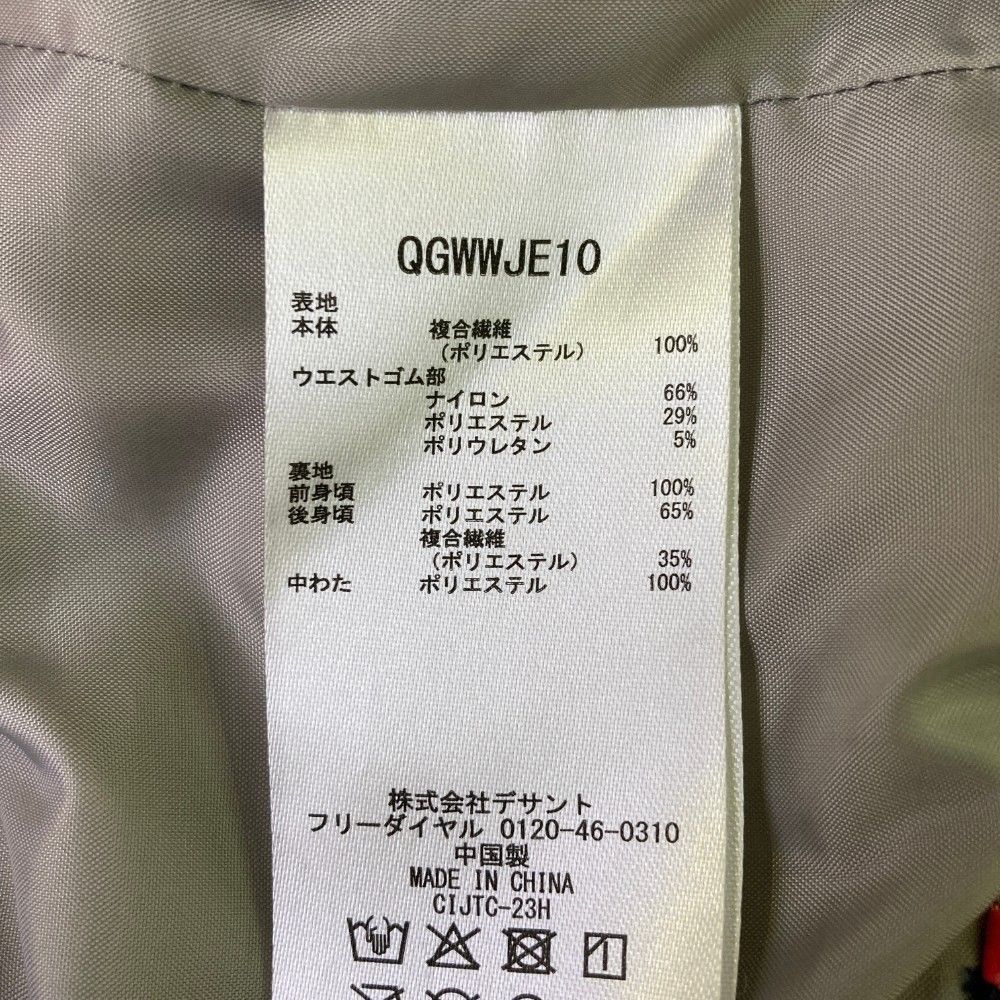 QGWWJE10
表地
本体 複合繊維
(ポリエステル) 100%
ウエストゴム部
ナイロン 66%
ポリエステル 29%
ポリウレタン 5%
裏地
前身頃 ポリエステル 100%
後身頃 ポリエステル 65%
複合繊維
(ポリエステル) 35%
中わた ポリエステル 100%
株式会社デサント
フリーダイヤル 0120-46-0310
中国製
MADE IN CHINA
CIJTC-23H